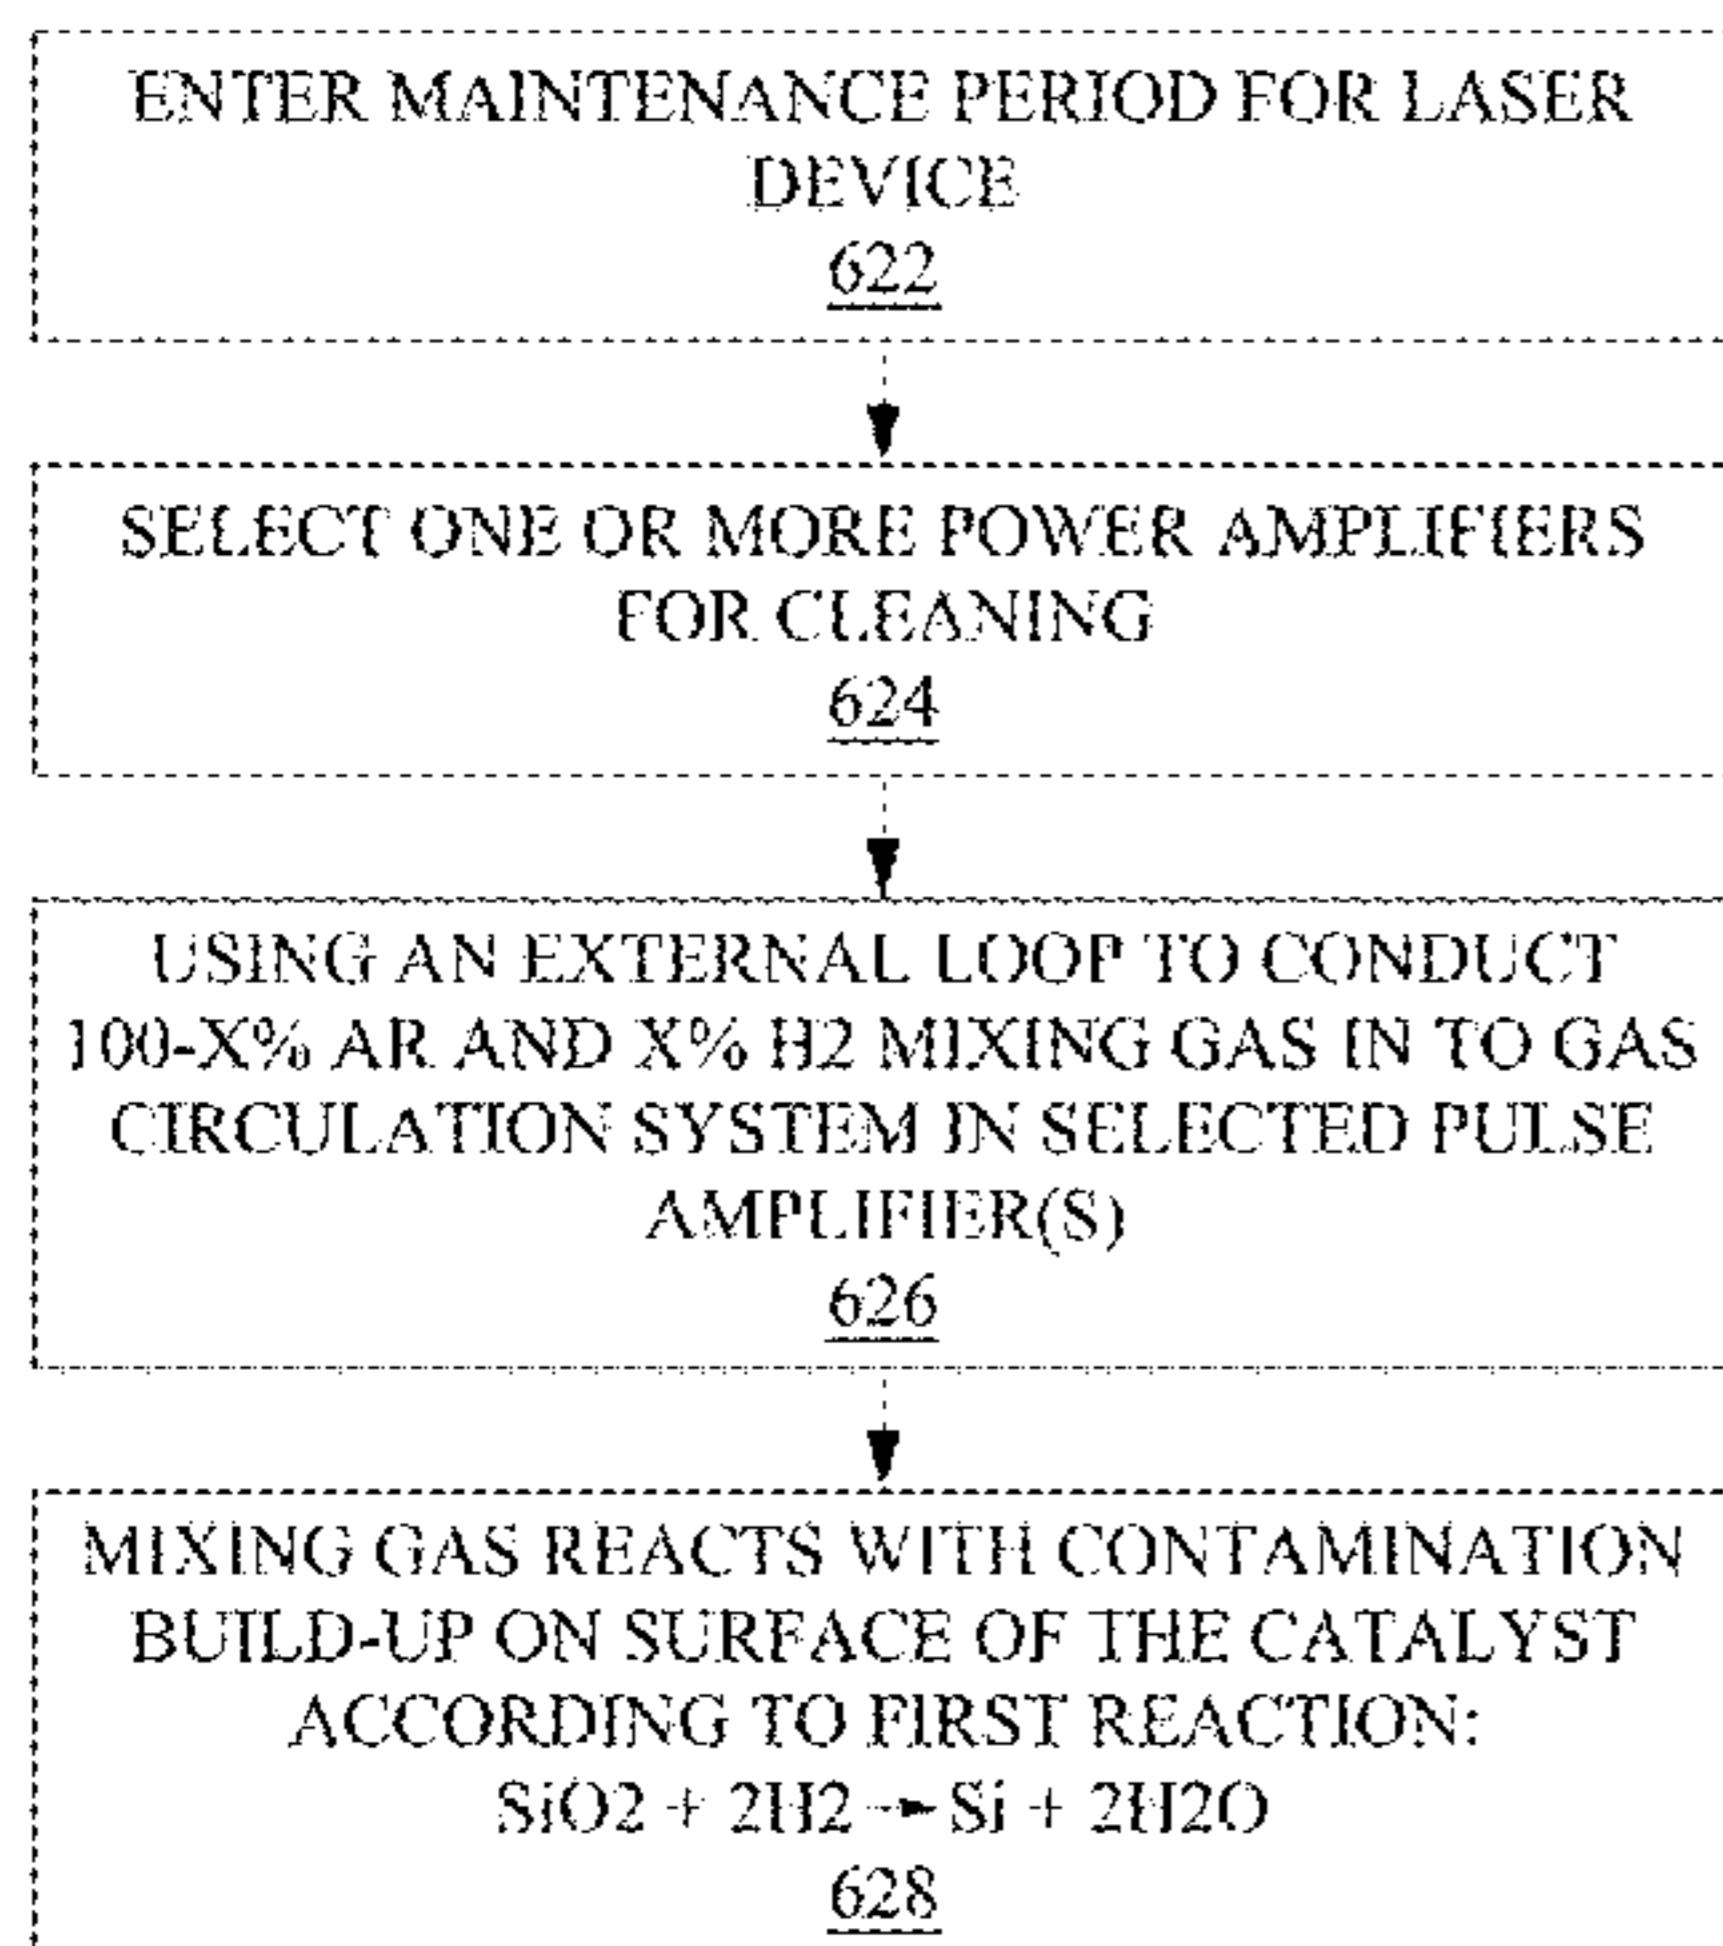 ENTER MAINTENANCE PERIOD FOR LASER
DEVICE
622
SELECT ONE OR MORE POWER AMPLIFIERS
FOR CLEANING
624
USING AN EXTERNAL LOOP TO CONDUCT
100-X% AR AND X% H2 MIXING GAS IN TO GAS
CIRCULATION SYSTEM IN SELECTED PULSE
AMPLIFIER(S)
626
MIXING GAS REACTS WITH CONTAMINATION
BUILD-UP ON SURFACE OF THE CATALYST
ACCORDING TO FIRST REACTION:
SiO2 + 2H2 → Si + 2H2O
628